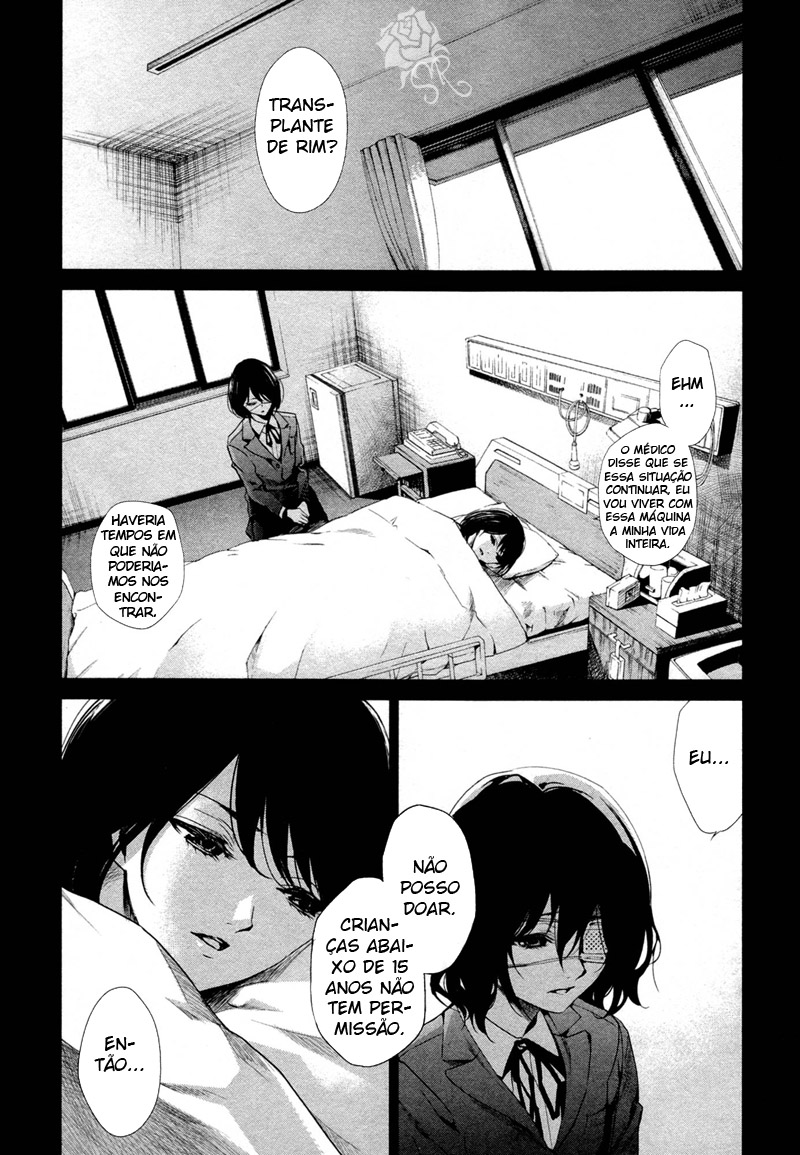 SR
TRANS-
PLANTE
DE RIM?
EHM
...
O MÉDICO
DISSE QUE SE
ESSA SITUAÇÃO
CONTINUAR, EU
VOU VIVER COM
ESSA MÁQUINA
A MINHA VIDA
INTEIRA.
HAVERIA
TEMPOS EM
QUE NÃO
PODERIA-
MOS NOS
ENCON-
TRAR.
EU...
NÃO
POSSO
DOAR.
CRIAN-
ÇAS ABAI-
XO DE 15
ANOS NÃO
TEM PER-
MISSÃO.
EN-
TÃO...